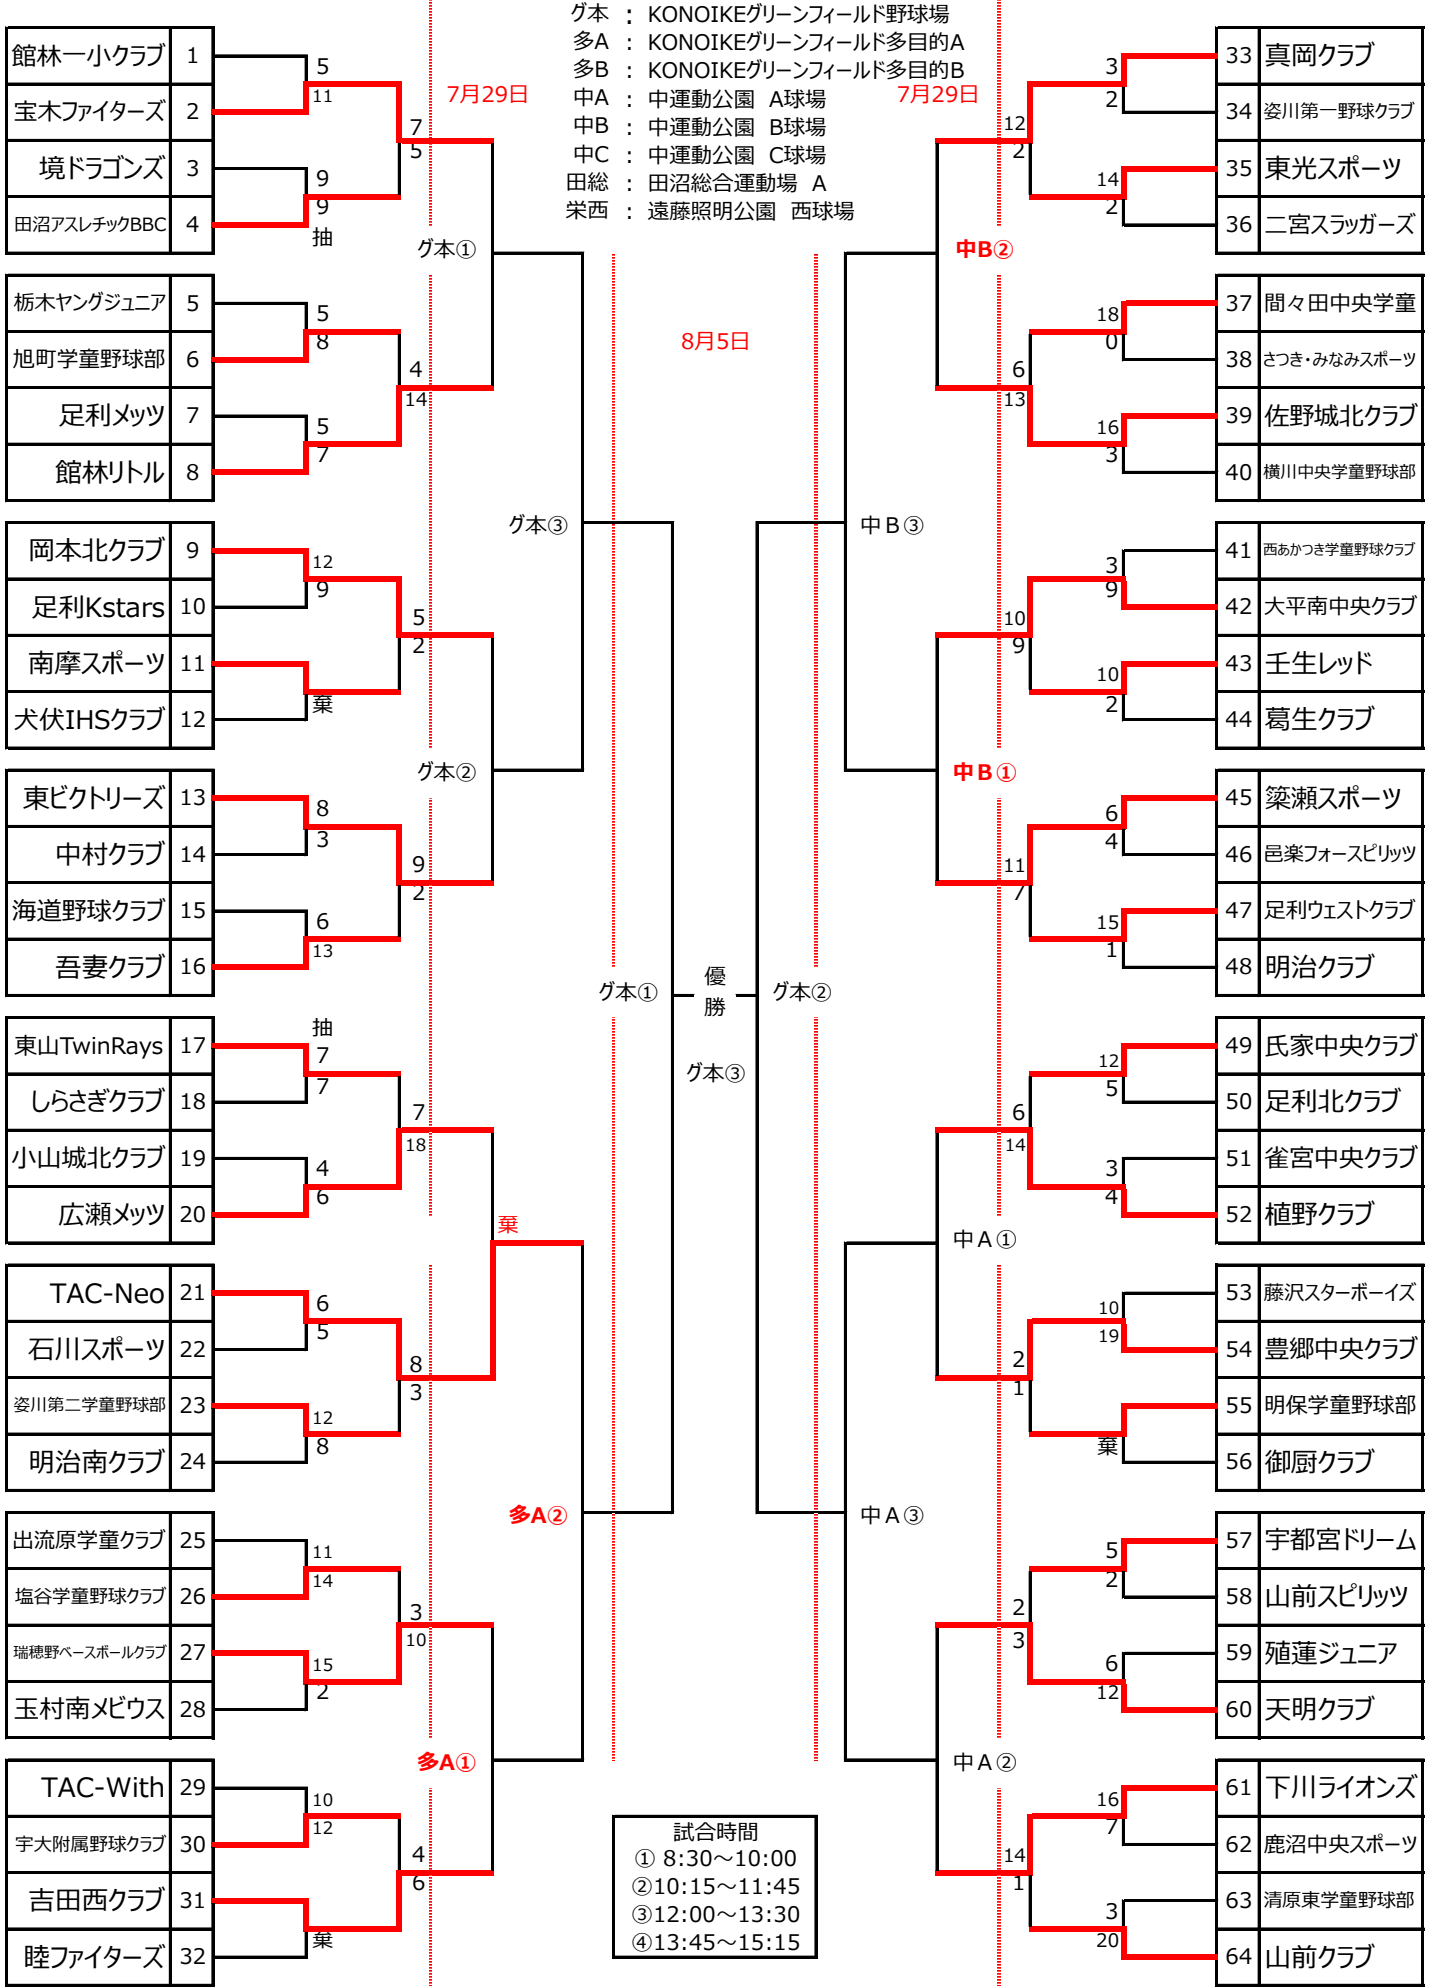 グ本 : KONOIKEグリーンフィールド野球場
多A : KONOIKEグリーンフィールド多目的A
多B : KONOIKEグリーンフィールド多目的B
中A : 中運動公園 A球場
中B : 中運動公園 B球場
中C : 中運動公園 C球場
田総 : 田沼総合運動場 A
栄西 : 遠藤照明公園 西球場
7月29日
7月29日
8月5日
館林一小クラブ 1
5
11
宝木ファイターズ 2
7
5
境ドラゴンズ 3
9
9
抽
田沼アスレチックBBC 4
グ本①
栃木ヤングジュニア 5
5
8
旭町学童野球部 6
4
14
足利メッツ 7
5
7
館林リトル 8
グ本③
岡本北クラブ 9
12
9
足利Kstars 10
5
2
南摩スポーツ 11
棄
犬伏IHSクラブ 12
グ本②
東ビクトリーズ 13
8
3
中村クラブ 14
9
2
海道野球クラブ 15
6
13
吾妻クラブ 16
グ本①
優勝
グ本②
グ本③
東山TwinRays 17
抽
7
7
しらさぎクラブ 18
7
18
小山城北クラブ 19
4
6
広瀬メッツ 20
棄
TAC-Neo 21
6
5
石川スポーツ 22
8
3
姿川第二学童野球部 23
12
8
明治南クラブ 24
多A②
出流原学童クラブ 25
11
14
塩谷学童野球クラブ 26
3
10
瑞穂野ベースボールクラブ 27
15
2
玉村南メビウス 28
多A①
TAC-With 29
10
12
宇大附属野球クラブ 30
4
6
吉田西クラブ 31
棄
睦ファイターズ 32
33 真岡クラブ
3
2
34 姿川第一野球クラブ
12
2
35 東光スポーツ
14
2
36 二宮スラッガーズ
中B②
37 間々田中央学童
18
0
38 さつき・みなみスポーツ
6
13
39 佐野城北クラブ
16
3
40 横川中央学童野球部
中B③
41 西あかつき学童野球クラブ
3
9
42 大平南中央クラブ
10
9
43 壬生レッド
10
2
44 葛生クラブ
中B①
45 簗瀬スポーツ
6
4
46 邑楽フォースピリッツ
11
7
47 足利ウェストクラブ
15
1
48 明治クラブ
49 氏家中央クラブ
12
5
50 足利北クラブ
6
14
51 雀宮中央クラブ
3
4
52 植野クラブ
中A①
53 藤沢スターボーイズ
10
19
54 豊郷中央クラブ
2
1
55 明保学童野球部
棄
56 御厨クラブ
中A③
57 宇都宮ドリーム
5
2
58 山前スピリッツ
2
3
59 殖蓮ジュニア
6
12
60 天明クラブ
中A②
61 下川ライオンズ
16
7
62 鹿沼中央スポーツ
14
1
63 清原東学童野球部
3
20
64 山前クラブ
試合時間
① 8:30～10:00
②10:15～11:45
③12:00～13:30
④13:45～15:15